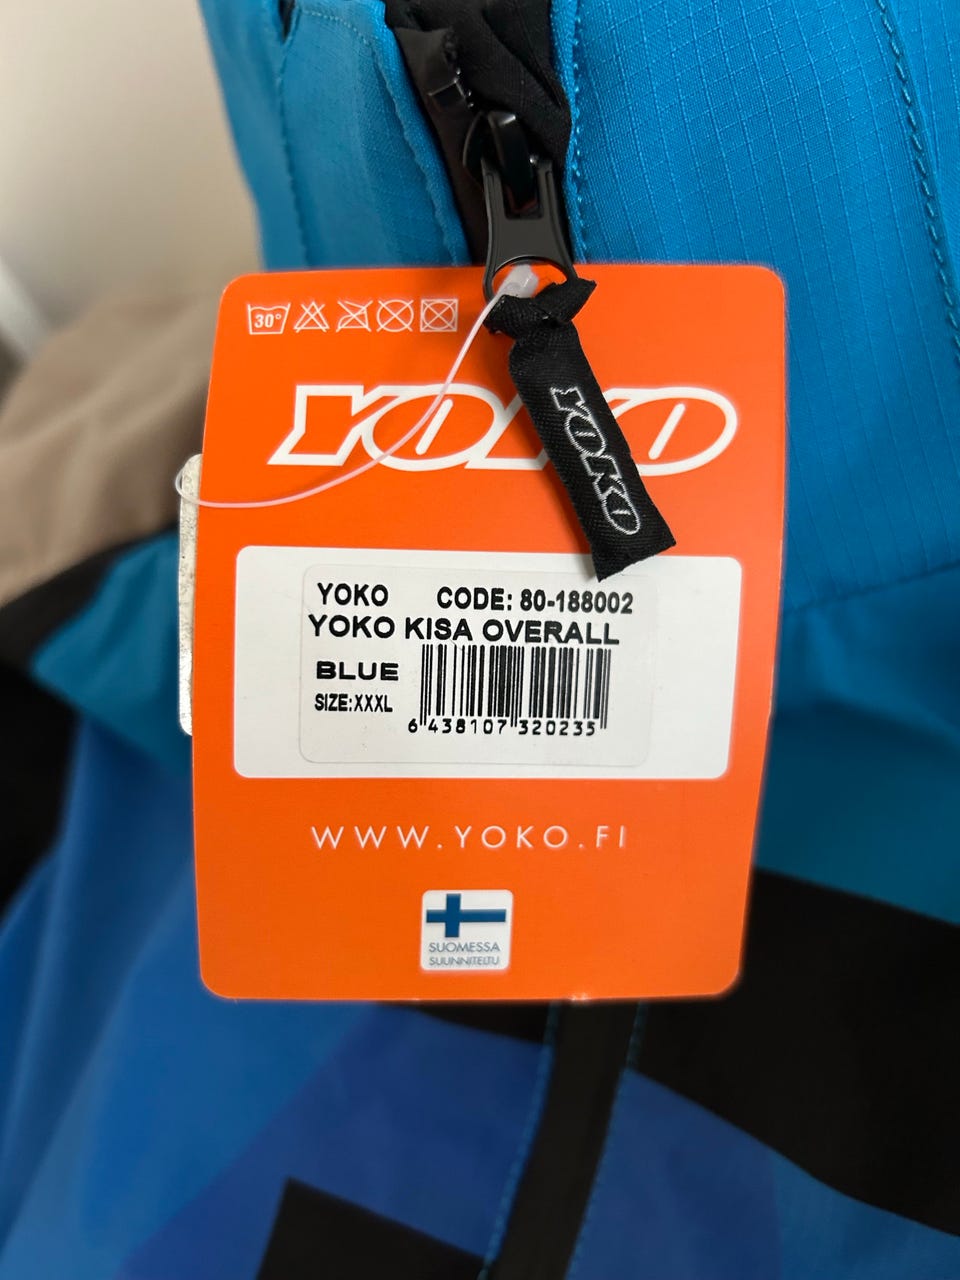 30°
YOKO
YOKO
YOKO CODE: 80-188002
YOKO KISA OVERALL
BLUE
SIZE:XXXL
6 438107 320235
WWW.YOKO.FI
SUOMESSA
SUUNNITELTU